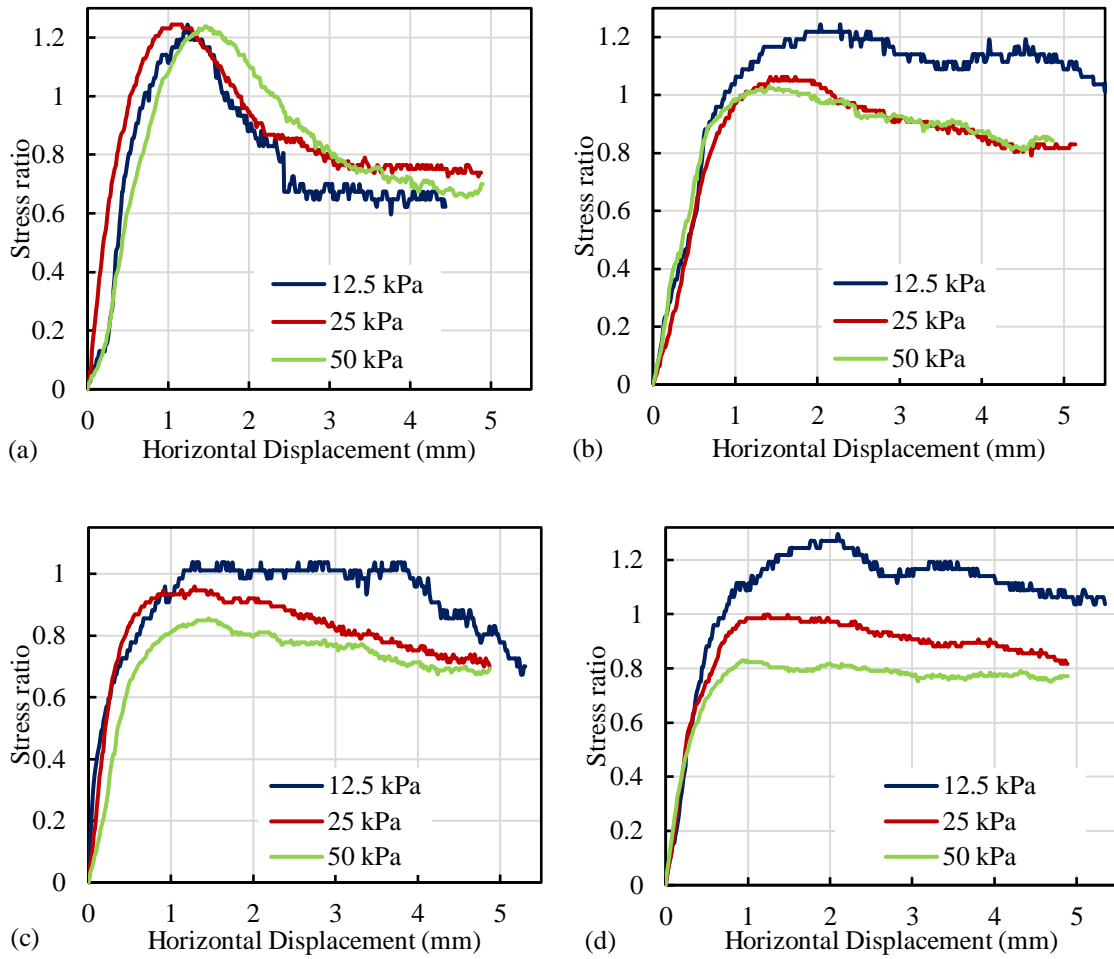 1.2
1
0.8
0.6
0.4
0.2
0
Stress ratio
12.5 kPa
25 kPa
50 kPa
0 1 2 3 4 5
(a) Horizontal Displacement (mm)
1.2
1
0.8
0.6
0.4
0.2
0
Stress ratio
12.5 kPa
25 kPa
50 kPa
0 1 2 3 4 5
(b) Horizontal Displacement (mm)
1
0.8
0.6
0.4
0.2
0
Stress ratio
12.5 kPa
25 kPa
50 kPa
0 1 2 3 4 5
(c) Horizontal Displacement (mm)
1.2
1
0.8
0.6
0.4
0.2
0
Stress ratio
12.5 kPa
25 kPa
50 kPa
0 1 2 3 4 5
(d) Horizontal Displacement (mm)